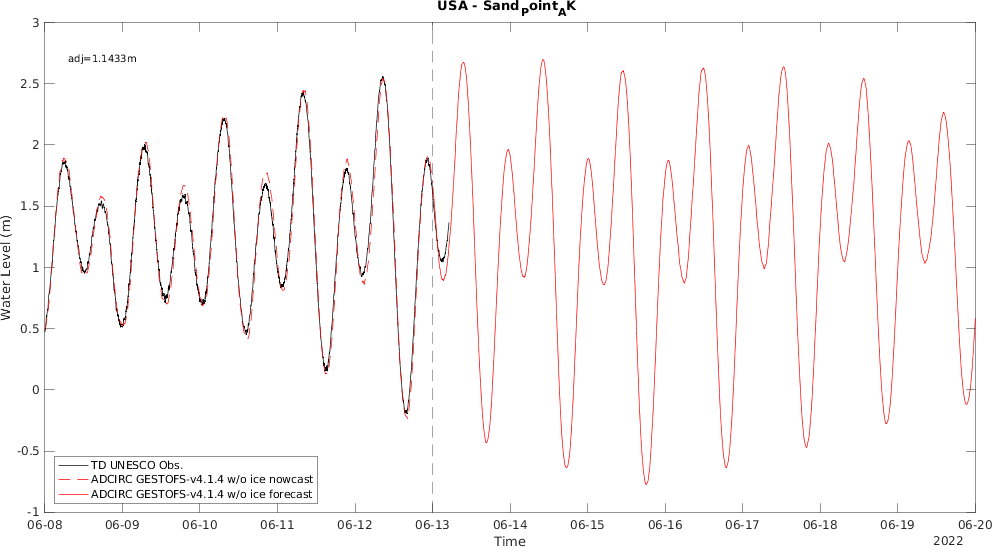 USA - SandPointAK
adj=1.1433m
Water Level (m)
3
2.5
2
1.5
1
0.5
0
-0.5
-1
TD UNESCO Obs.
ADCIRC GESTOFS-v4.1.4 w/o ice nowcast
ADCIRC GESTOFS-v4.1.4 w/o ice forecast
06-08 06-09 06-10 06-11 06-12 06-13 06-14 06-15 06-16 06-17 06-18 06-19 06-20
Time
2022